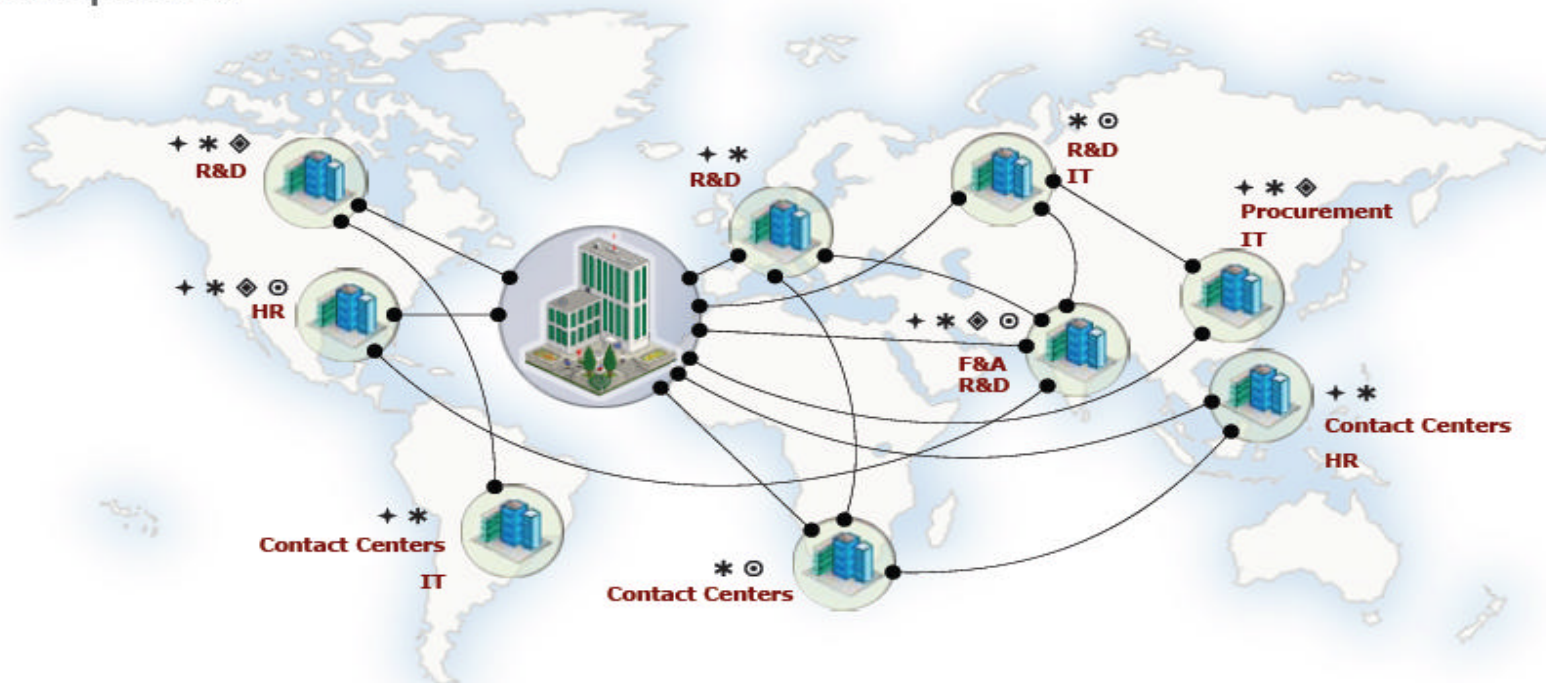 R&D
R&D
R&D
IT
Procurement
IT
HR
F&A
R&D
Contact Centers
HR
Contact Centers
IT
Contact Centers